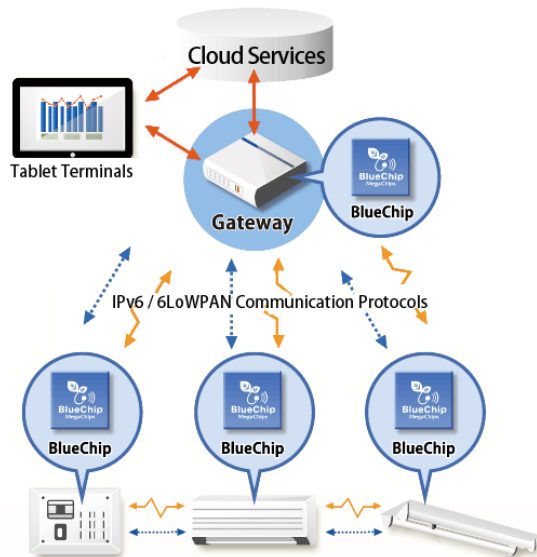 Cloud Services
Tablet Terminals
BlueChip
MegaChips
BlueChip
Gateway
IPv6 / 6LoWPAN Communication Protocols
BlueChip
MegaChips
BlueChip
BlueChip
MegaChips
BlueChip
BlueChip
MegaChips
BlueChip